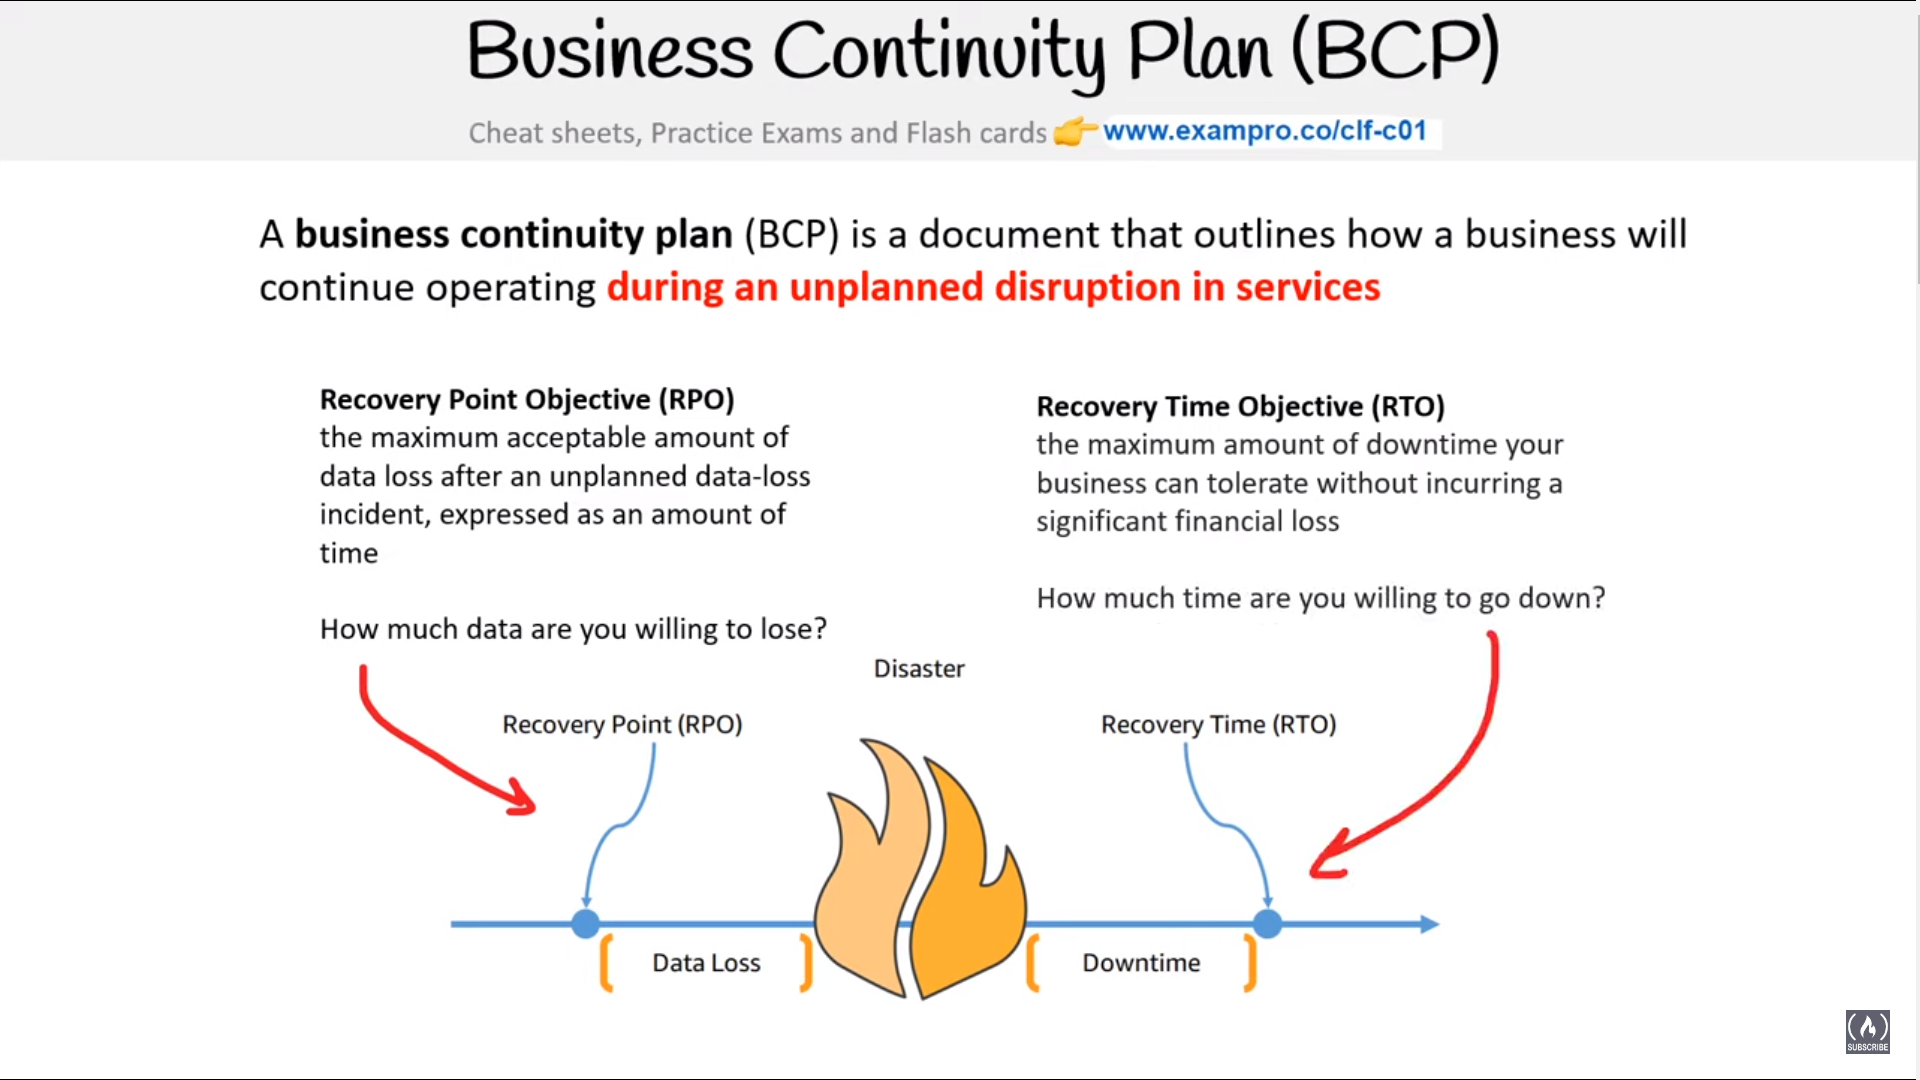 Business Continuity Plan (BCP)
Cheat sheets, Practice Exams and Flash cards 👉 www.exampro.co/clf-c01
A business continuity plan (BCP) is a document that outlines how a business will
continue operating during an unplanned disruption in services
Recovery Point Objective (RPO)
the maximum acceptable amount of
data loss after an unplanned data-loss
incident, expressed as an amount of
time
How much data are you willing to lose?
Recovery Time Objective (RTO)
the maximum amount of downtime your
business can tolerate without incurring a
significant financial loss
How much time are you willing to go down?
Disaster
Recovery Point (RPO)
Recovery Time (RTO)
Data Loss
Downtime
SUBSCRIBE